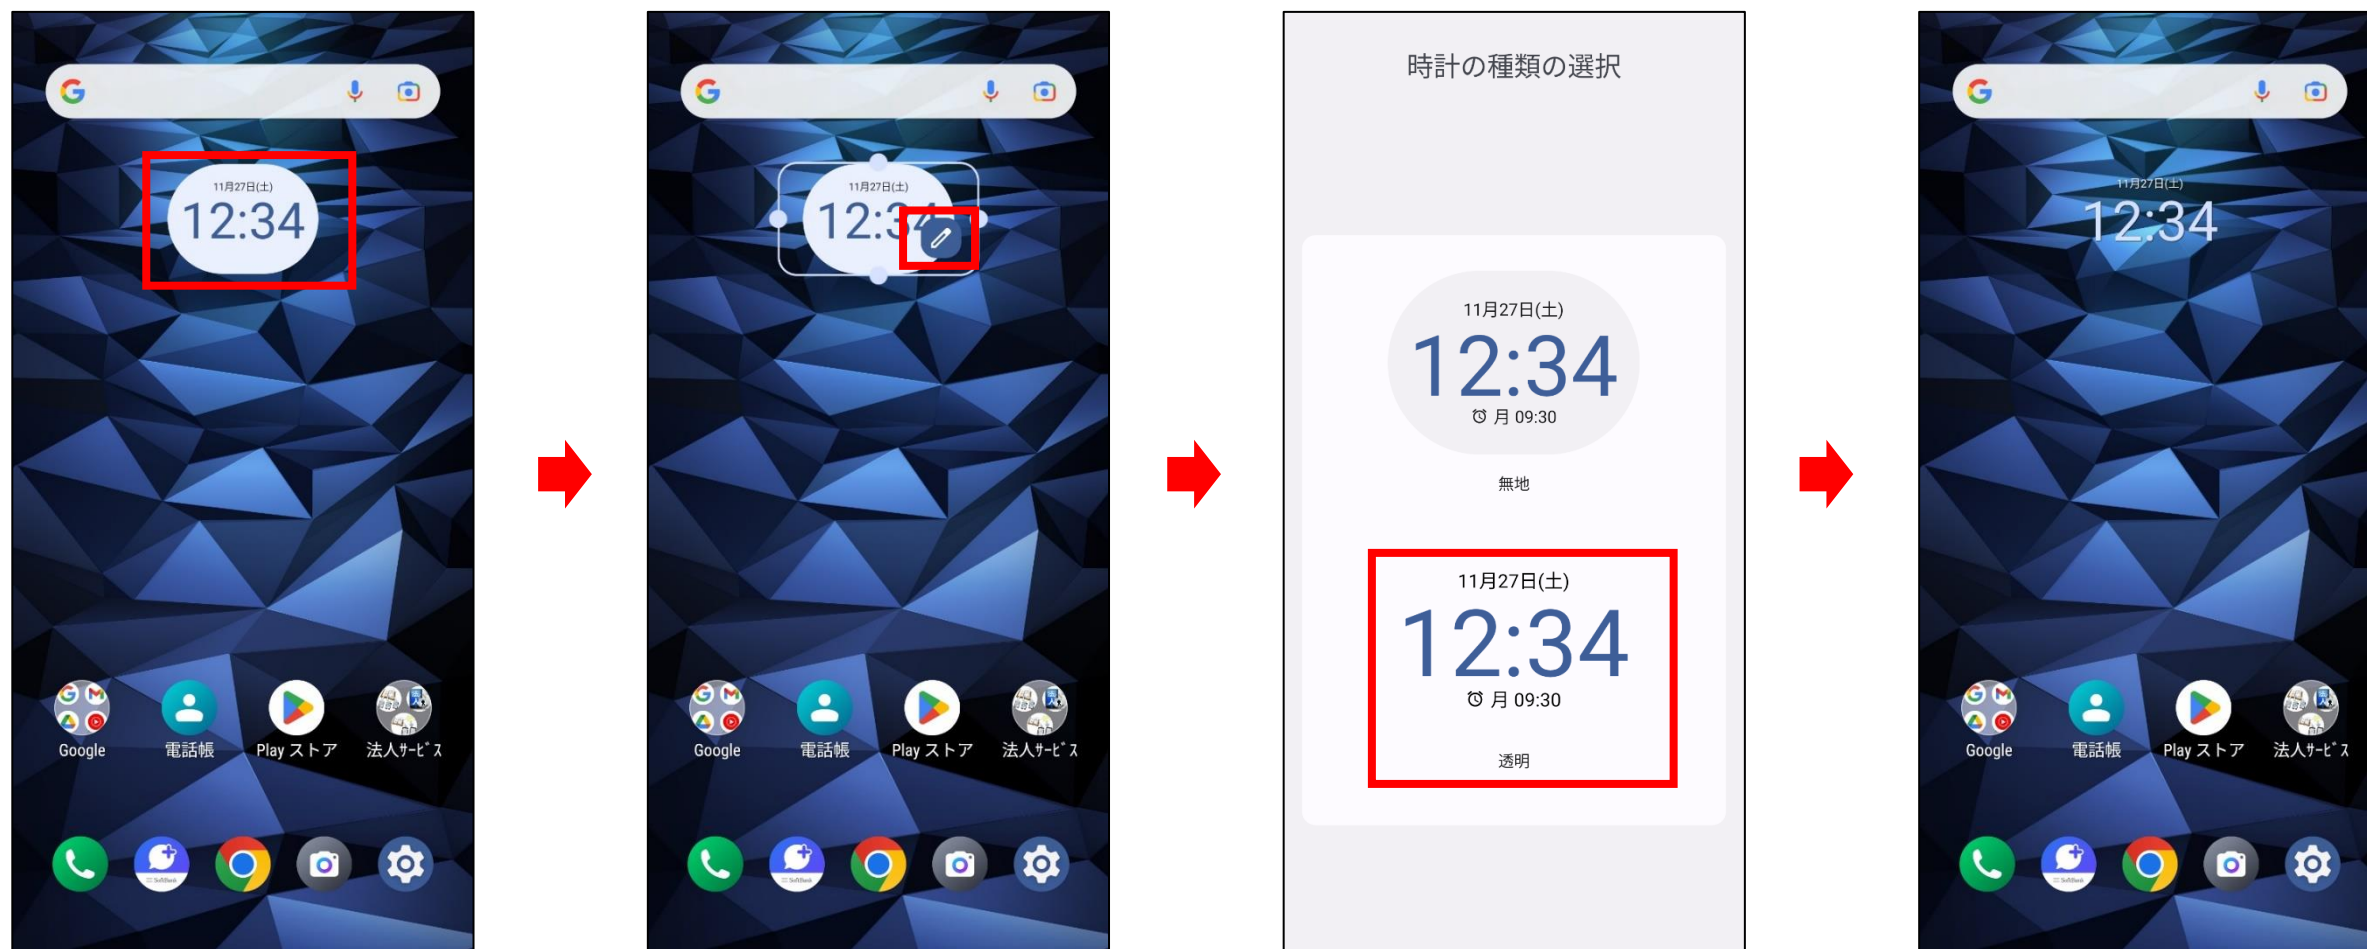 11月27日(土)
12:34
Google
電話帳
Play ストア
法人ｻｰﾋﾞｽ
SoftBank
11月27日(土)
12:34
Google
電話帳
Play ストア
法人ｻｰﾋﾞｽ
SoftBank
時計の種類の選択
11月27日(土)
12:34
月 09:30
無地
11月27日(土)
12:34
月 09:30
透明
11月27日(土)
12:34
Google
電話帳
Play ストア
法人ｻｰﾋﾞｽ
SoftBank